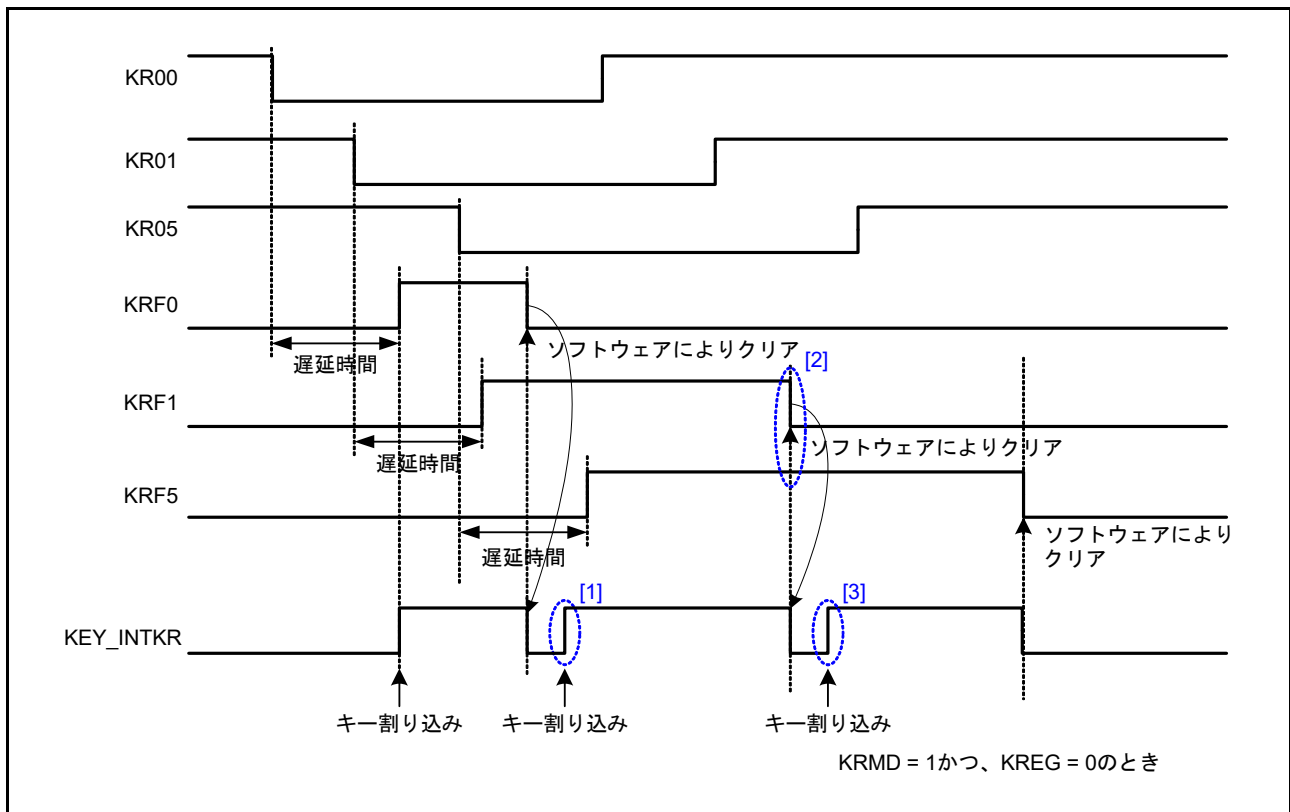 KR00
KR01
KR05
KRF0
ソフトウェアによりクリア
遅延時間
[2]
KRF1
ソフトウェアによりクリア
遅延時間
KRF5
ソフトウェアにより
クリア
遅延時間
[1]
[3]
KEY_INTKR
キー割り込み
キー割り込み
キー割り込み
KRMD = 1かつ、KREG = 0のとき